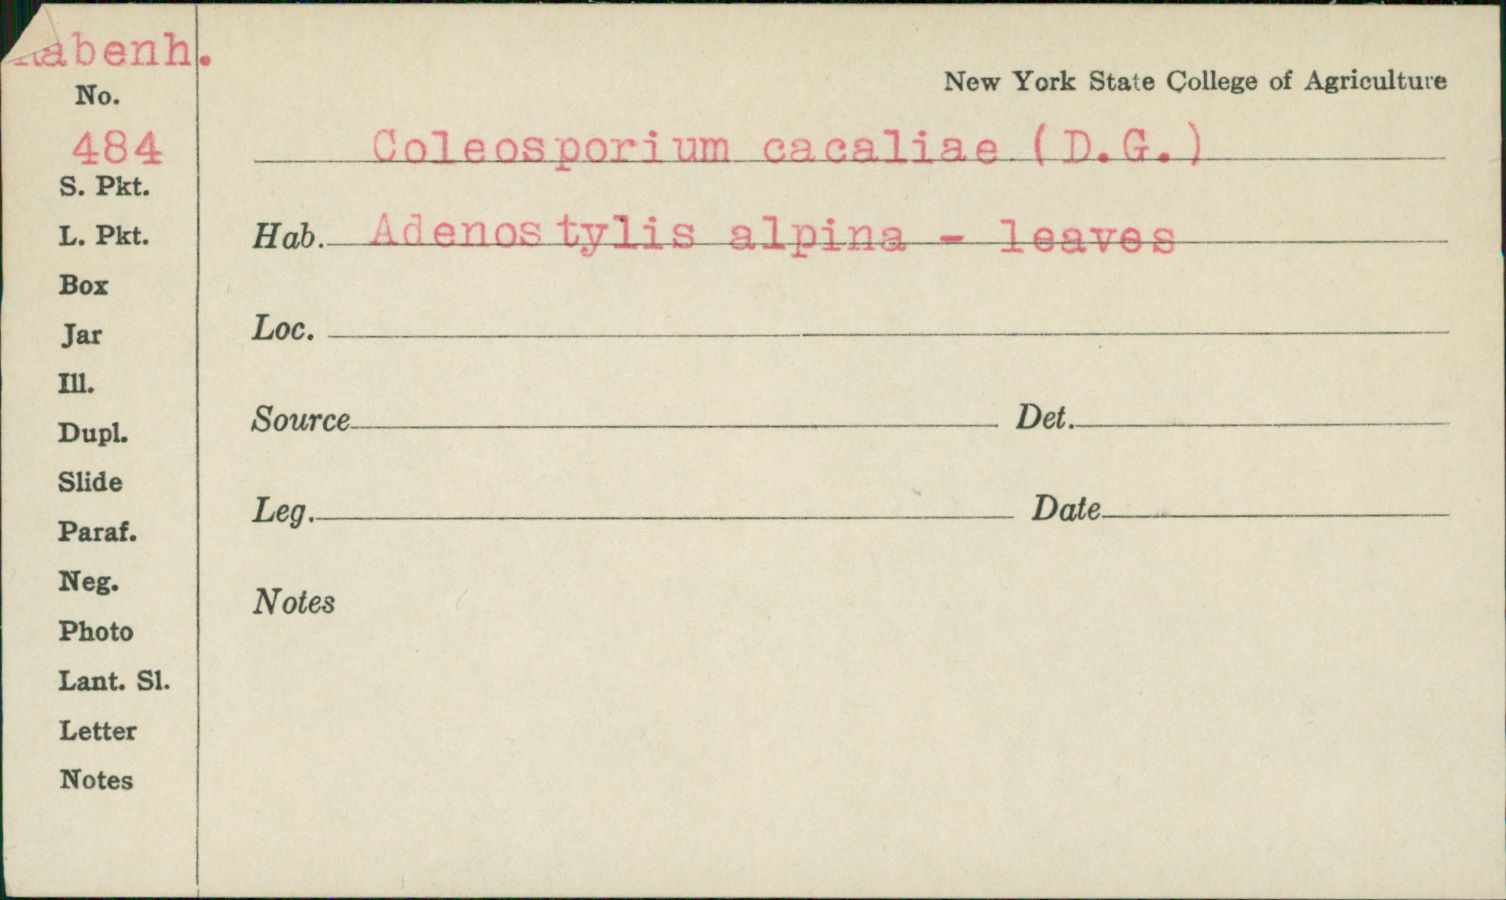 Rabenh.
No.
484
S. Pkt.
L. Pkt.
Box
Jar
Ill.
Dupl.
Slide
Paraf.
Neg.
Photo
Lant. Sl.
Letter
Notes
New York State College of Agriculture
Coleosporium cacaliae (D.G.)
Hab. Adenostylis alpina - leaves
Loc.
Source Det.
Leg. Date
Notes